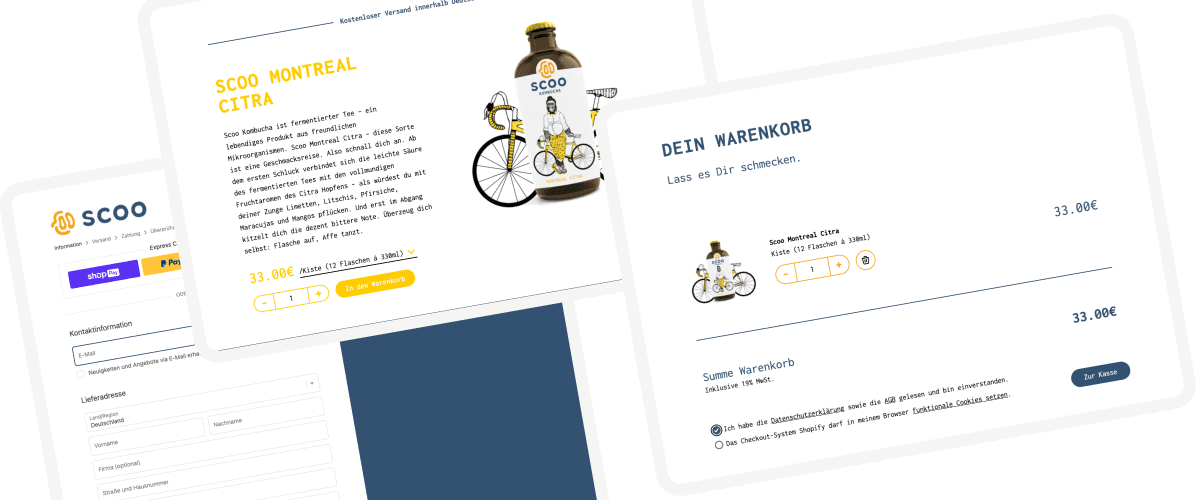 Kostenloser Versand innerhalb
SCOO MONTREAL
CITRA
Scoo Kombucha ist fermentierter Tee – ein
lebendiges Produkt aus freundlichen
Mikroorganismen. Scoo Montreal Citra – diese Sorte
ist eine Geschmacksreise. Also schnall dich an. Ab
dem ersten Schluck verbindet sich die leichte Säure
des fermentierten Tees mit den vollmundigen
Fruchtaromen des Citra Hopfens – als würdest du mit
deiner Zunge Limetten, Litschis, Pfirsiche,
Maracujas und Mangos pflücken. Und erst im Abgang
kitzelt dich die dezent bittere Note. Überzeug dich
selbst: Flasche auf, Affe tanzt.
33.00€ /Kiste (12 Flaschen á 330ml)
- 1 + In den Warenkorb
SCOO
KOMBUCHA
MONTREAL CITRA
SCOO
Information > Versand > Zahlung > Überprüfu
Express C
shop Pay
Pay
ODE
Kontaktinformation
E-Mail
Neuigkeiten und Angebote via E-Mail erha
Lieferadresse
Land/Region
Deutschland
Vorname
Nachname
Firma (optional)
Straße und Hausnummer
DEIN WARENKORB
Lass es Dir schmecken.
33.00€
Scoo Montreal Citra
Kiste (12 Flaschen á 330ml)
- 1 +
33.00€
Summe Warenkorb
Inklusive 19% MwSt.
Zur Kasse
Ich habe die Datenschutzerklärung sowie die AGB gelesen und bin einverstanden.
Das Checkout-System Shopify darf in meinem Browser funktionale Cookies setzen.